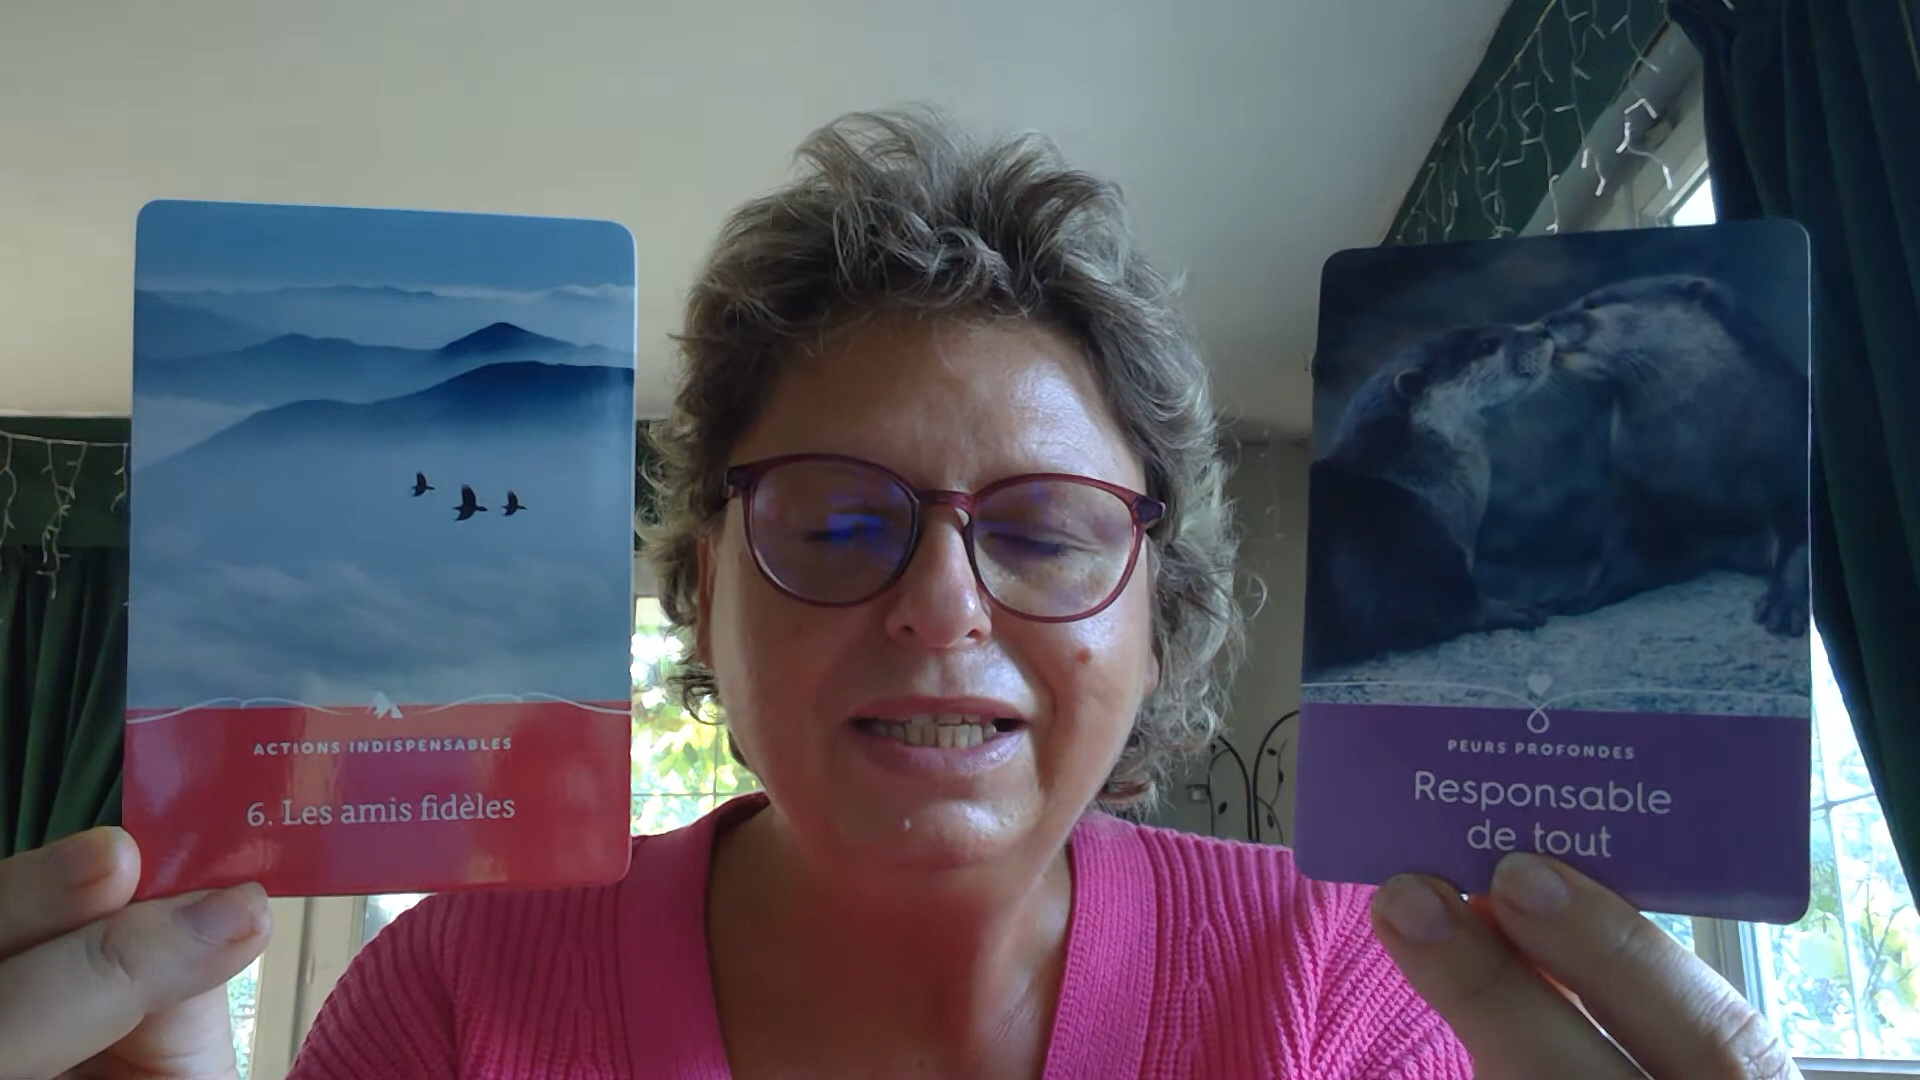 ACTIONS INDISPENSABLES
6. Les amis fidèles
PEURS PROFONDES
Responsable
de tout